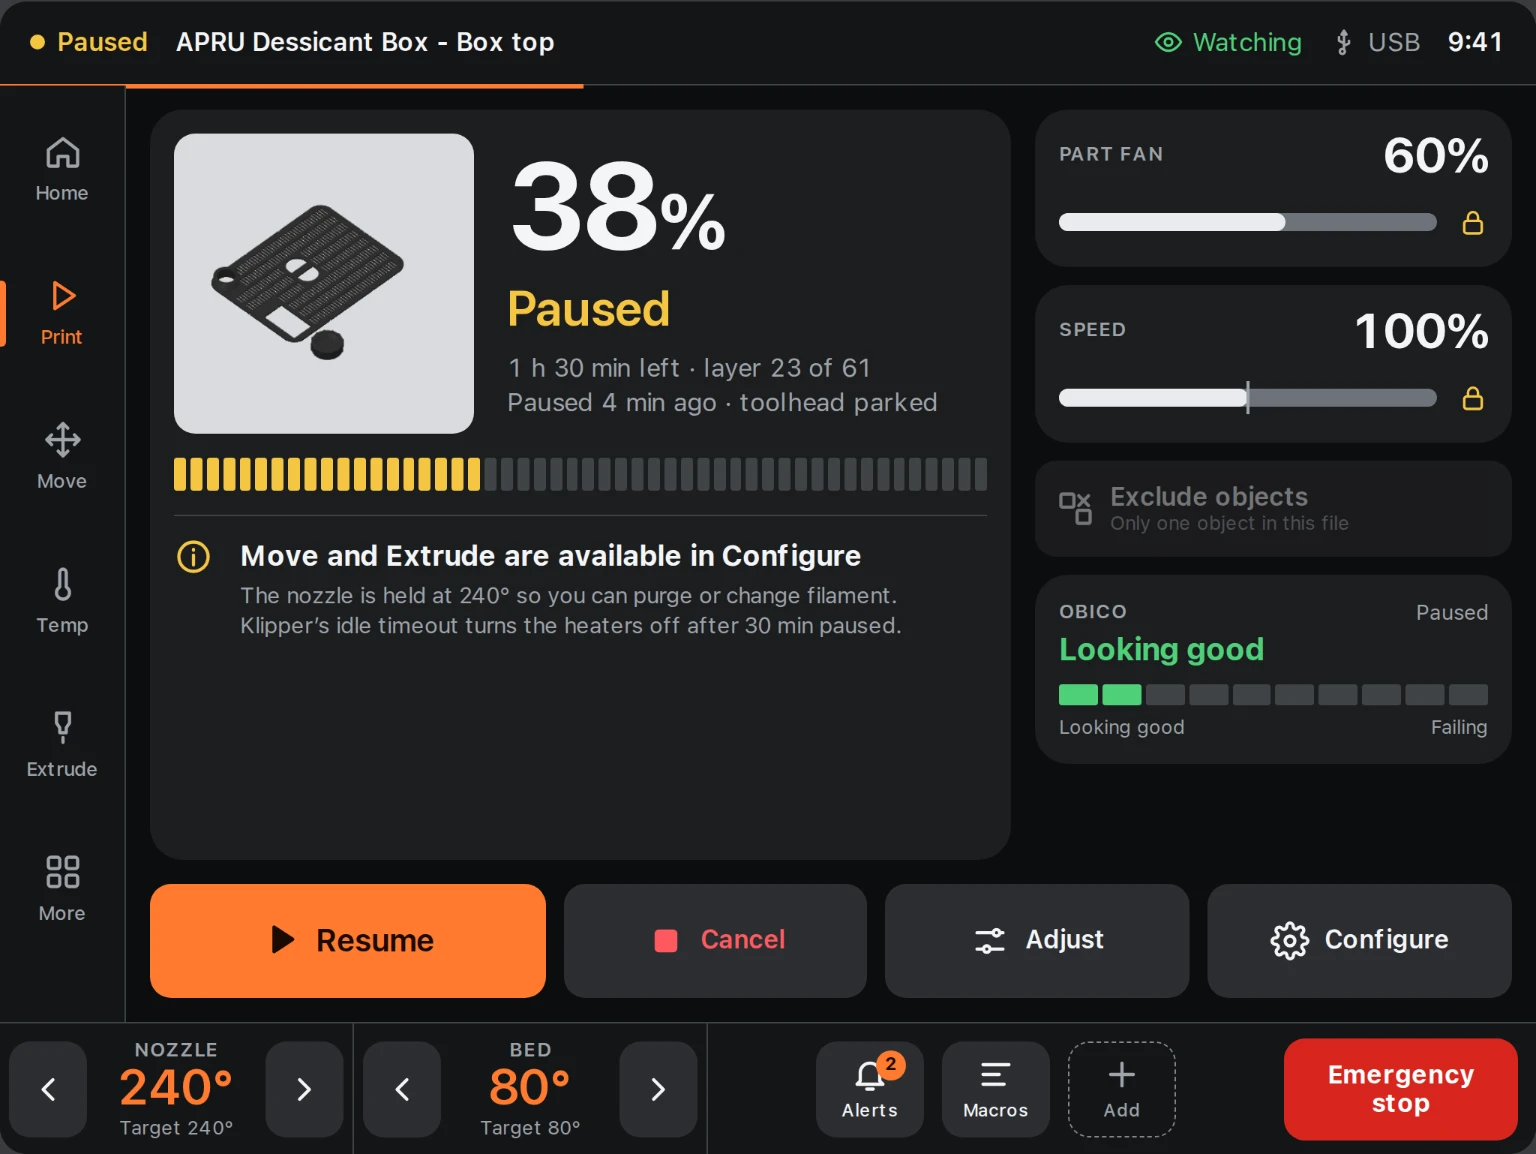 Paused APRU Dessicant Box - Box top
Watching USB 9:41
Home
Print
Move
Temp
Extrude
More
38%
Paused
1 h 30 min left · layer 23 of 61
Paused 4 min ago · toolhead parked
Move and Extrude are available in Configure
The nozzle is held at 240° so you can purge or change filament.
Klipper’s idle timeout turns the heaters off after 30 min paused.
PART FAN 60%
SPEED 100%
Exclude objects
Only one object in this file
OBICO Paused
Looking good
Looking good Failing
Resume
Cancel
Adjust
Configure
NOZZLE
240°
Target 240°
BED
80°
Target 80°
2
Alerts
Macros
Add
Emergency
stop